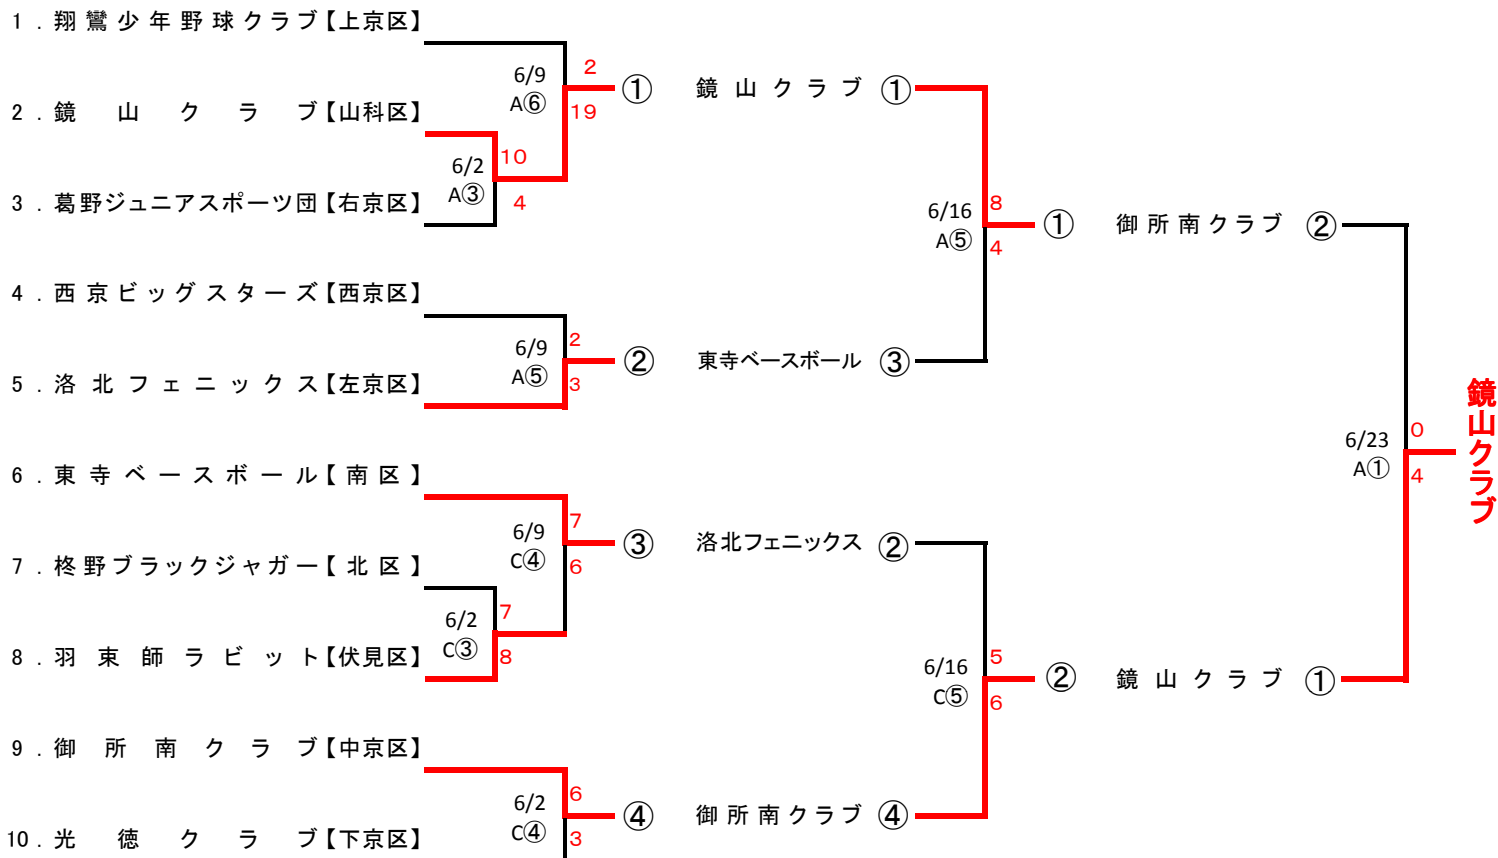 1．翔鸞少年野球クラブ【上京区】
6/9
A⑥
2
19
①
2．鏡山クラブ【山科区】
6/2
A③
10
4
3．葛野ジュニアスポーツ団【右京区】
4．西京ビッグスターズ【西京区】
6/9
A⑤
2
3
②
5．洛北フェニックス【左京区】
6．東寺ベースボール【南区】
6/9
C④
7
6
③
7．柊野ブラックジャガー【北区】
6/2
C③
7
8
8．羽束師ラビット【伏見区】
9．御所南クラブ【中京区】
6/2
C④
6
3
④
10．光徳クラブ【下京区】
鏡山クラブ ①
6/16
A⑤
8
4
①
東寺ベースボール ③
洛北フェニックス ②
6/16
C⑤
5
6
②
御所南クラブ ④
御所南クラブ ②
6/23
A①
0
4
鏡山クラブ ①
鏡山クラブ